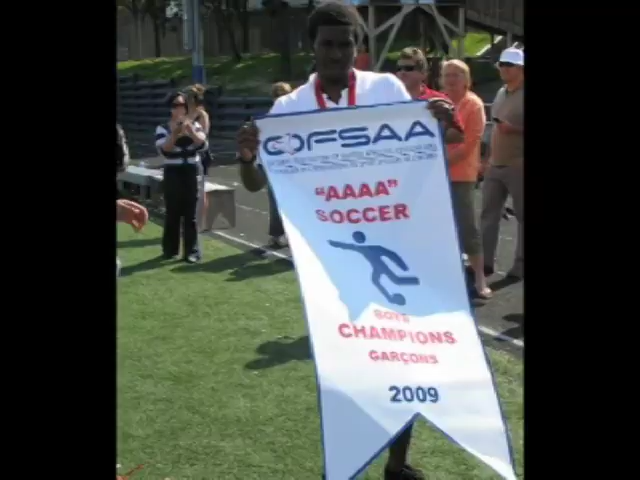 OFSAA
"AAAA"
SOCCER
BOYS
CHAMPIONS
GARÇONS
2009